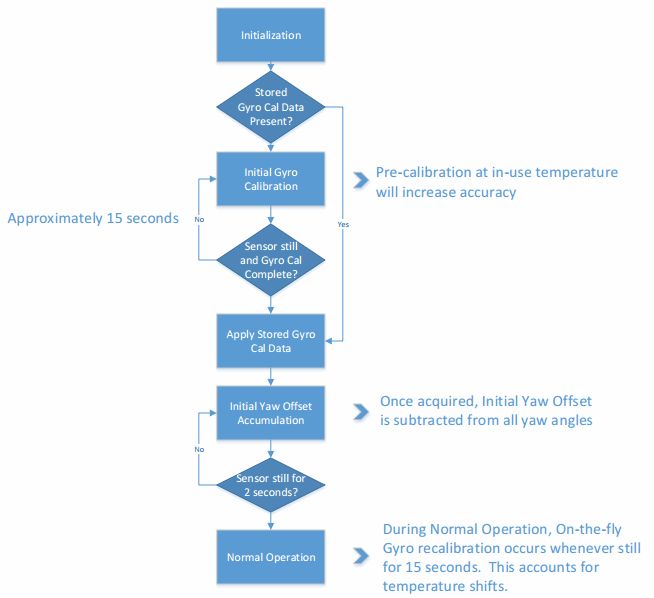 Initialization
Stored
Gyro Cal Data
Present?
Initial Gyro
Calibration
Pre-calibration at in-use temperature
will increase accuracy
Approximately 15 seconds
No
Yes
Sensor still
and Gyro Cal
Complete?
Apply Stored Gyro
Cal Data
Initial Yaw Offset
Accumulation
Once acquired, Initial Yaw Offset
is subtracted from all yaw angles
No
Sensor still for
2 seconds?
Normal Operation
During Normal Operation, On-the-fly
Gyro recalibration occurs whenever still
for 15 seconds.  This accounts for
temperature shifts.